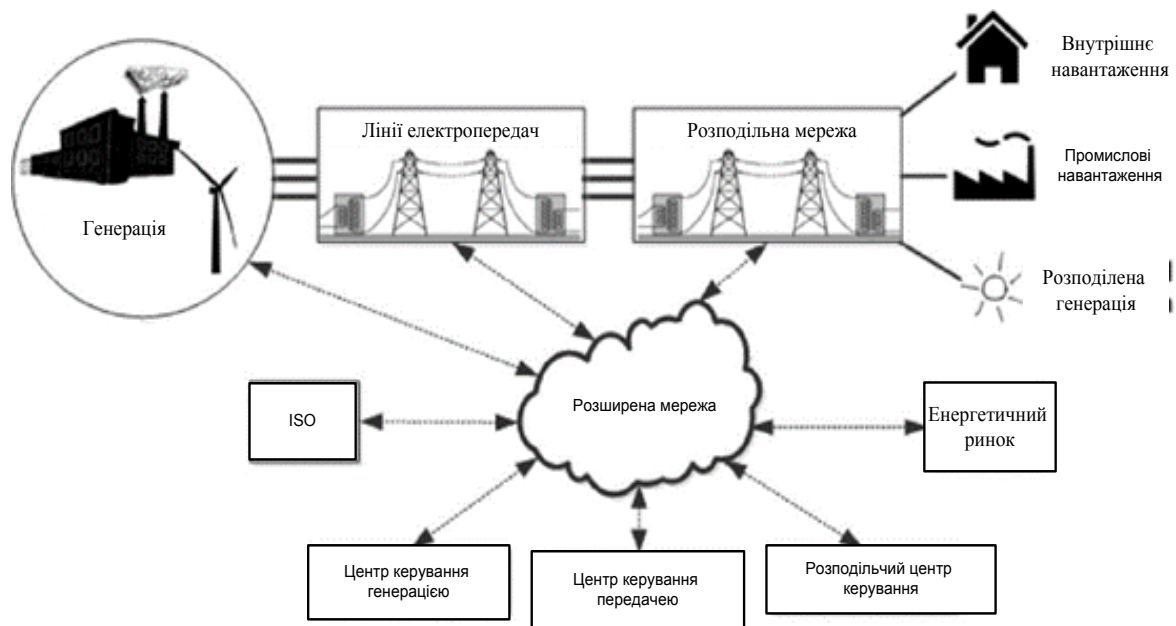 Внутрішнє
навантаження
Лінії електропередач
Розподільна мережа
Промислові
навантаження
Генерація
Розподілена
генерація
Розширена мережа
ISO
Енергетичний
ринок
Центр керування
генерацією
Центр керування
передачею
Розподільчий центр
керування